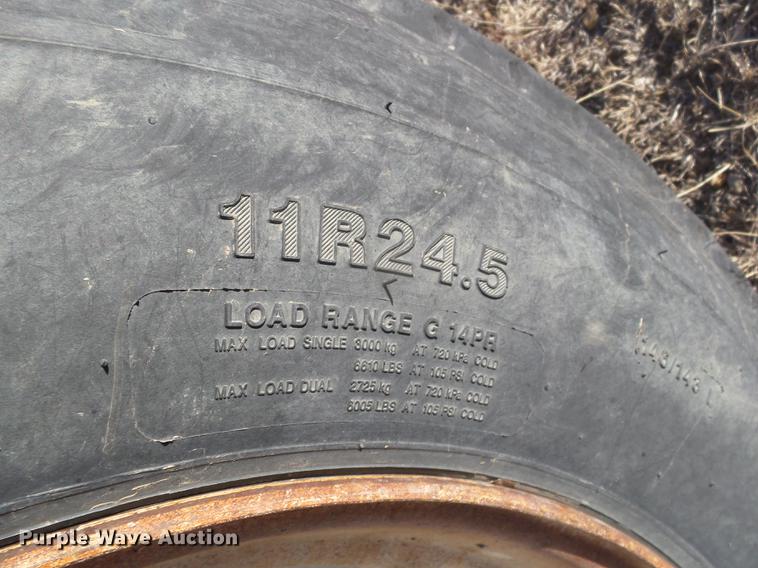 11R24.5
LOAD RANGE G 14PR
MAX LOAD SINGLE 3000 kg AT 720 kPa COLD
6610 LBS AT 105 PSI COLD
MAX LOAD DUAL 2725 kg AT 720 kPa COLD
6005 LBS AT 105 PSI COLD
/143 L
Purple Wave Auction